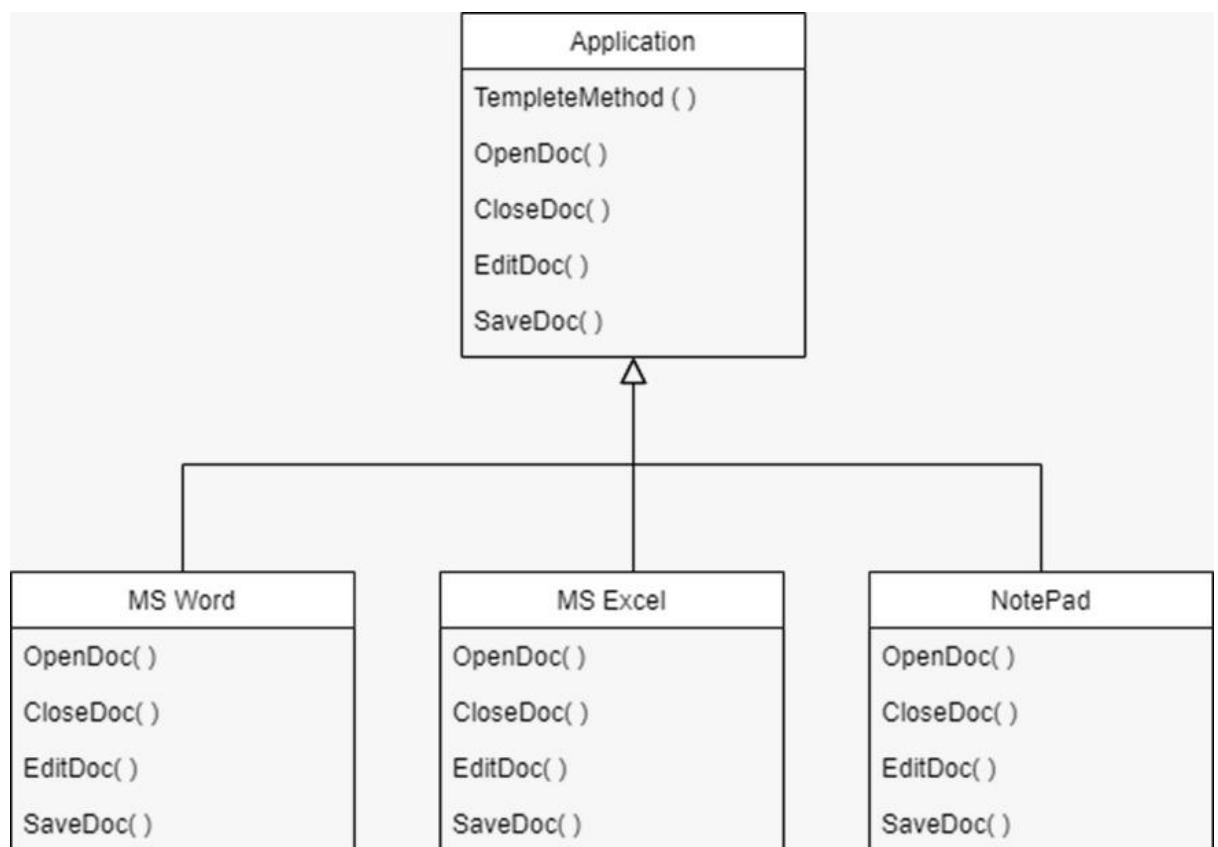 Application
TempleteMethod ( )
OpenDoc( )
CloseDoc( )
EditDoc( )
SaveDoc( )
MS Word
OpenDoc( )
CloseDoc( )
EditDoc( )
SaveDoc( )
MS Excel
OpenDoc( )
CloseDoc( )
EditDoc( )
SaveDoc( )
NotePad
OpenDoc( )
CloseDoc( )
EditDoc( )
SaveDoc( )